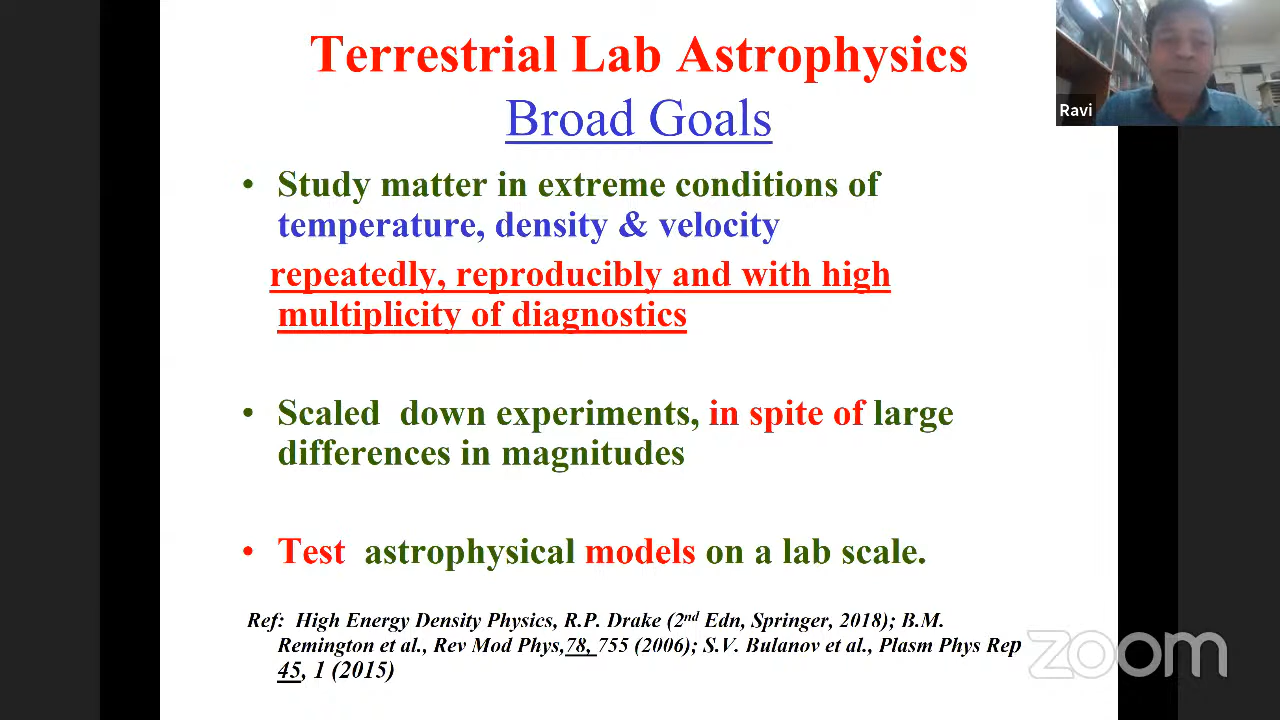 Terrestrial Lab Astrophysics
Broad Goals
• Study matter in extreme conditions of
temperature, density & velocity
repeatedly, reproducibly and with high
multiplicity of diagnostics
• Scaled down experiments, in spite of large
differences in magnitudes
• Test astrophysical models on a lab scale.
Ref: High Energy Density Physics, R.P. Drake (2nd Edn, Springer, 2018); B.M.
Remington et al., Rev Mod Phys,78, 755 (2006); S.V. Bulanov et al., Plasm Phys Rep
45, 1 (2015)
Ravi
zoom